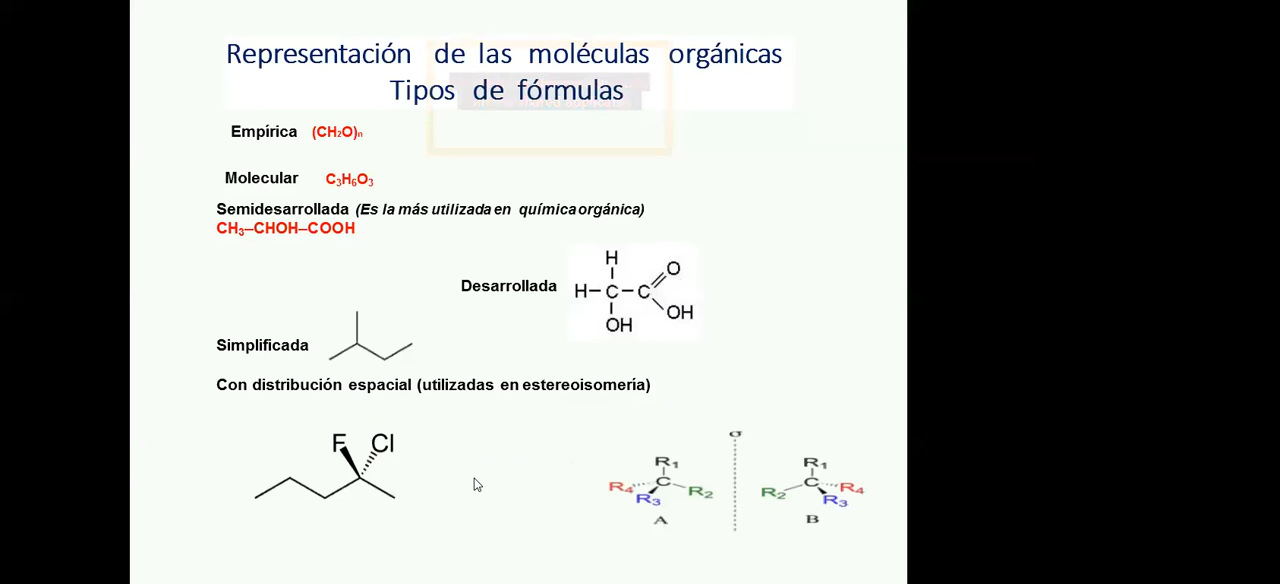 Representación de las moléculas orgánicas
Tipos de fórmulas
Empírica (CH₂O)ₙ
Molecular C₃H₆O₃
Semidesarrollada (Es la más utilizada en química orgánica)
CH₃–CHOH–COOH
H
O
Desarrollada H–C–C
OH
OH
Simplificada
Con distribución espacial (utilizadas en estereoisomería)
F Cl
σ
R₁ R₁
R₄ C R₂ R₂ C R₄
R₃ R₃
A B